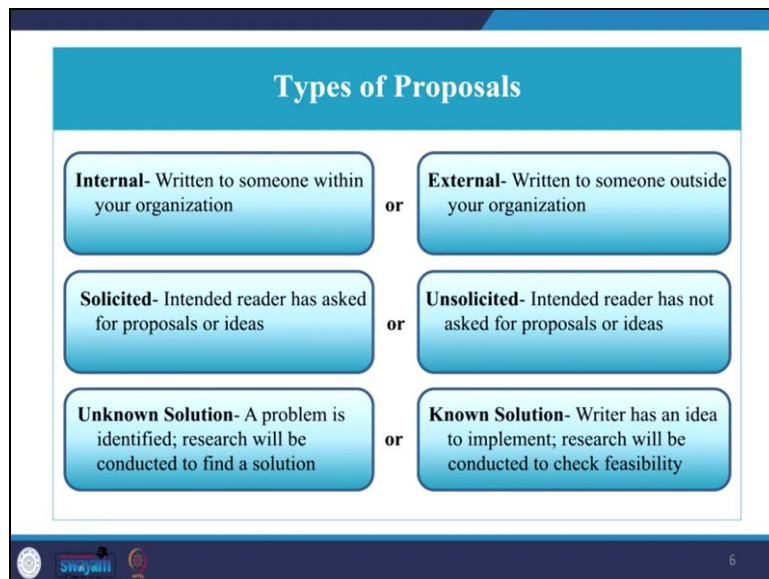 Types of Proposals
Internal- Written to someone within
your organization
or
External- Written to someone outside
your organization
Solicited- Intended reader has asked
for proposals or ideas
or
Unsolicited- Intended reader has not
asked for proposals or ideas
Unknown Solution- A problem is
identified; research will be
conducted to find a solution
or
Known Solution- Writer has an idea
to implement; research will be
conducted to check feasibility
swayam
6